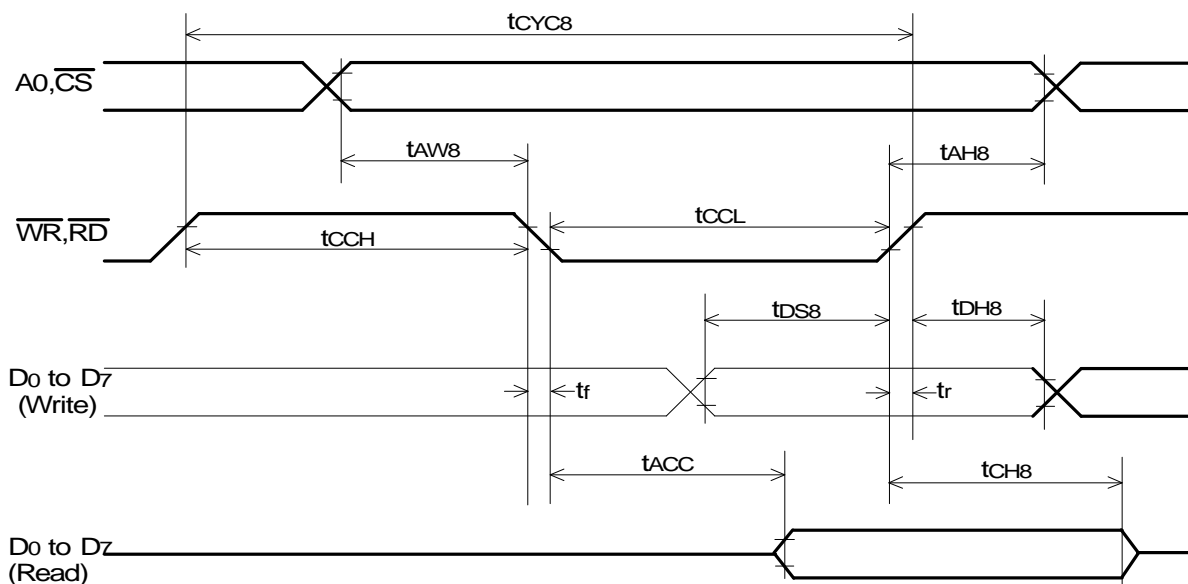 tCYC8
A0,CS
tAW8
tAH8
WR,RD
tCCL
tCCH
tDS8
tDH8
D0 to D7
(Write)
tf
tr
tACC
tCH8
D0 to D7
(Read)